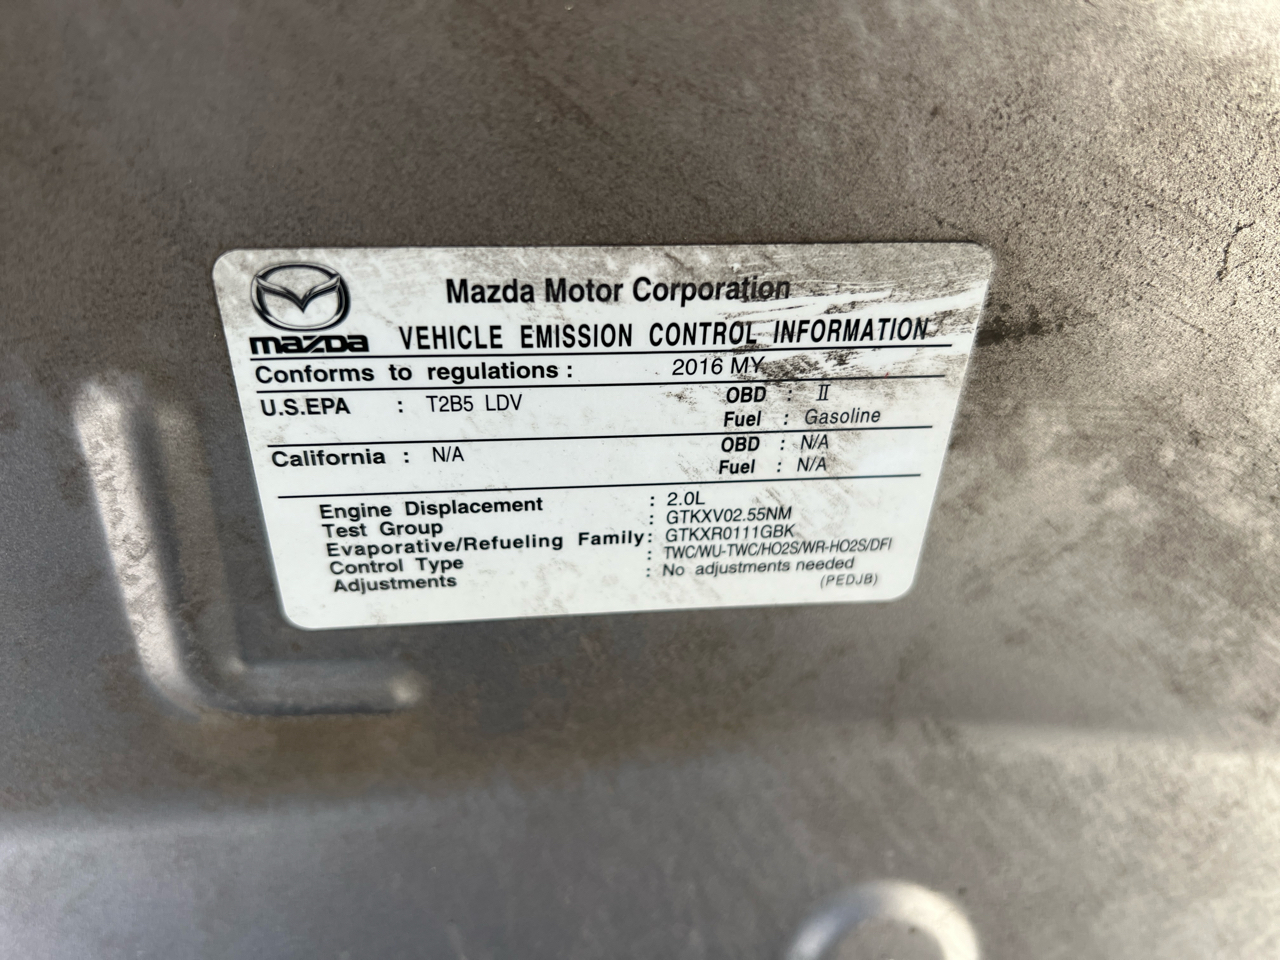 Mazda Motor Corporation
mazda VEHICLE EMISSION CONTROL INFORMATION
Conforms to regulations : 2016 MY
U.S.EPA : T2B5 LDV OBD : II
Fuel : Gasoline
California : N/A OBD : N/A
Fuel : N/A
Engine Displacement : 2.0L
Test Group : GTKXV02.55NM
Evaporative/Refueling Family : GTKXR0111GBK
Control Type : TWC/WU-TWC/HO2S/WR-HO2S/DFI
Adjustments : No adjustments needed
(PEDJB)